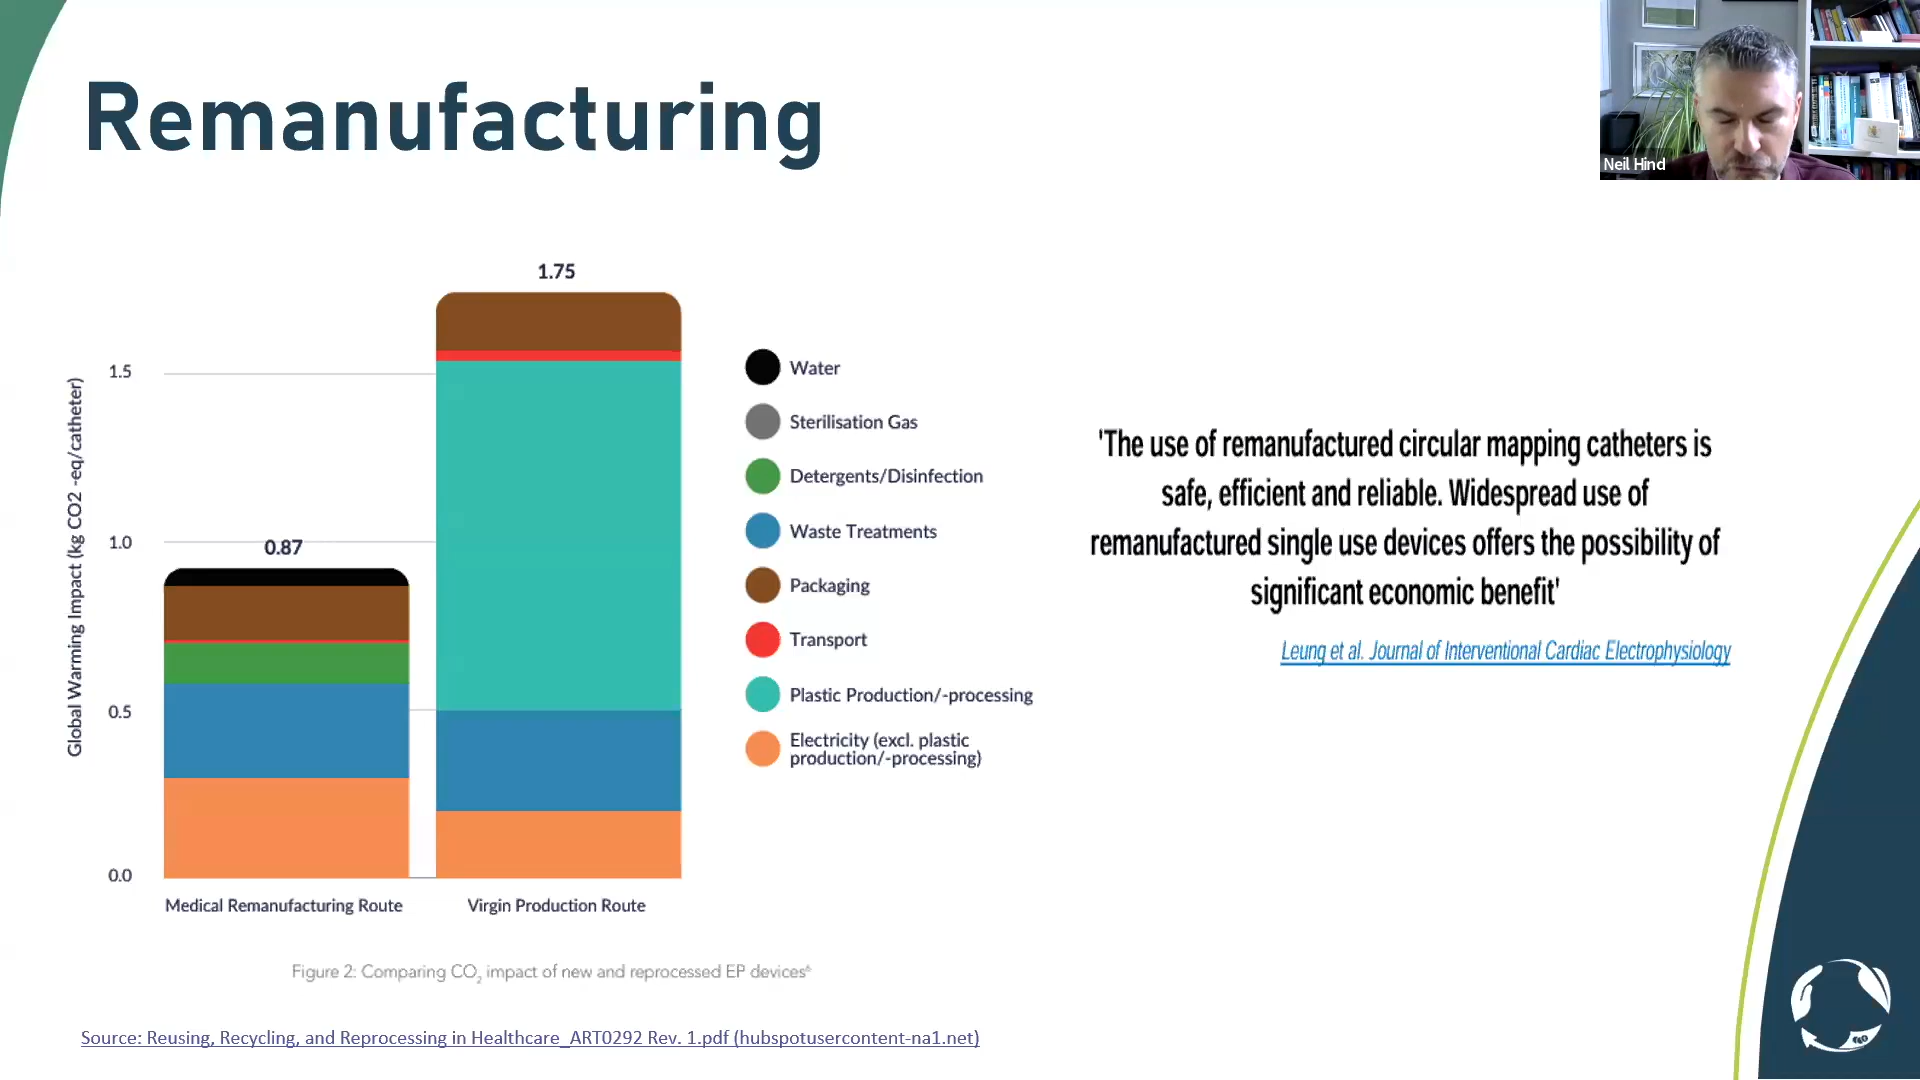 Remanufacturing
Neil Hind
1.75
1.5
1.0
0.87
0.5
0.0
Global Warming Impact (kg CO2 -eq/catheter)
Medical Remanufacturing Route
Virgin Production Route
Water
Sterilisation Gas
Detergents/Disinfection
Waste Treatments
Packaging
Transport
Plastic Production/-processing
Electricity (excl. plastic
production/-processing)
'The use of remanufactured circular mapping catheters is
safe, efficient and reliable. Widespread use of
remanufactured single use devices offers the possibility of
significant economic benefit'
Leung et al. Journal of Interventional Cardiac Electrophysiology
Figure 2: Comparing CO₂ impact of new and reprocessed EP devices⁶
Source: Reusing, Recycling, and Reprocessing in Healthcare_ART0292 Rev. 1.pdf (hubspotusercontent-na1.net)